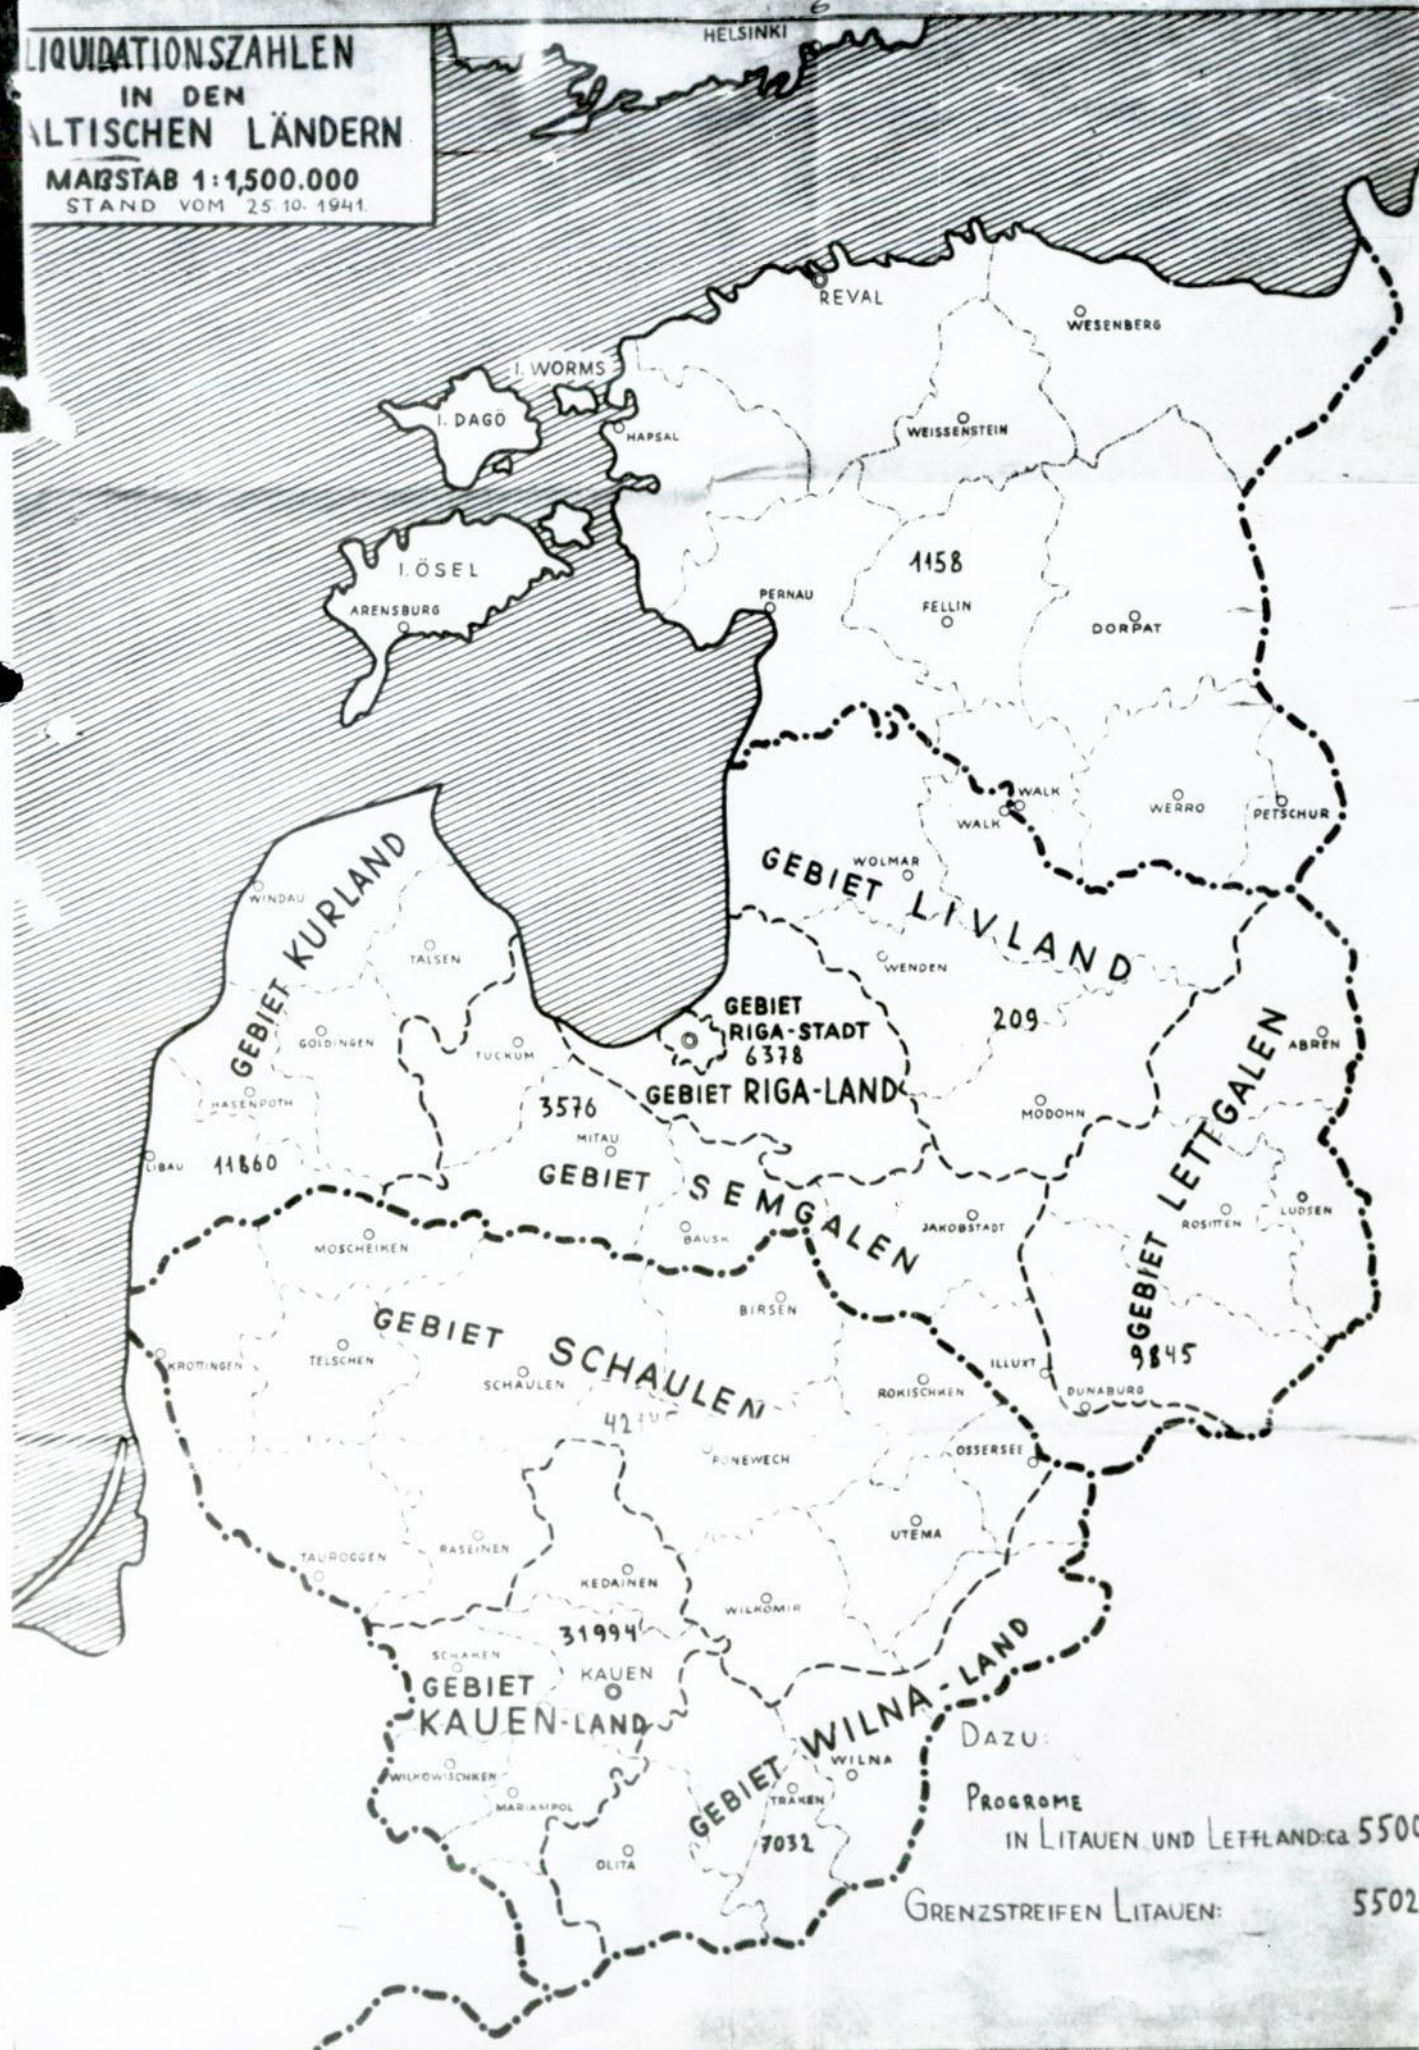 HELSINKI
LIQUIDATIONSZAHLEN
IN DEN
ALTISCHEN LÄNDERN
MAßSTAB 1:1,500.000
STAND VOM 25.10.1941.
REVAL
WESENBERG
I. WORMS
I. DAGÖ
HAPSAL
WEISSENSTEIN
I. ÖSEL
ARENSBURG
1158
PERNAU
FELLIN
DORPAT
WALK
WALK
WERRO
PETSCHUR
WOLMAR
GEBIET LIVLAND
WINDAU
GEBIET KURLAND
TALSEN
WENDEN
GEBIET
RIGA-STADT
6378
209
GOLDINGEN
TUCKUM
ABREN
GEBIET LETTGALEN
HASENPOTH
3576
GEBIET RIGA-LAND
MODOHN
MITAU
LIBAU
11860
GEBIET SEMGALEN
JAKOBSTADT
ROSITTEN
LUDSEN
MOSCHEIKEN
BAUSK
BIRSEN
GEBIET SCHAULEN
KROTTINGEN
TELSCHEN
SCHAULEN
ROKISCHKEN
ILLUXT
9845
DUNABURG
PONEWECH
OSSERSEE
UTEMA
RASEINEN
TAUROGGEN
KEDAINEN
WILKOMIR
31994
SCHAKEN
KAUEN
GEBIET
KAUEN-LAND
GEBIET WILNA-LAND
WILNA
WILKOWISCHKEN
TRAKEN
MARIAMPOL
7032
OLITA
DAZU:
PROGROME
IN LITAUEN UND LETTLAND:ca 5500
GRENZSTREIFEN LITAUEN: 5502